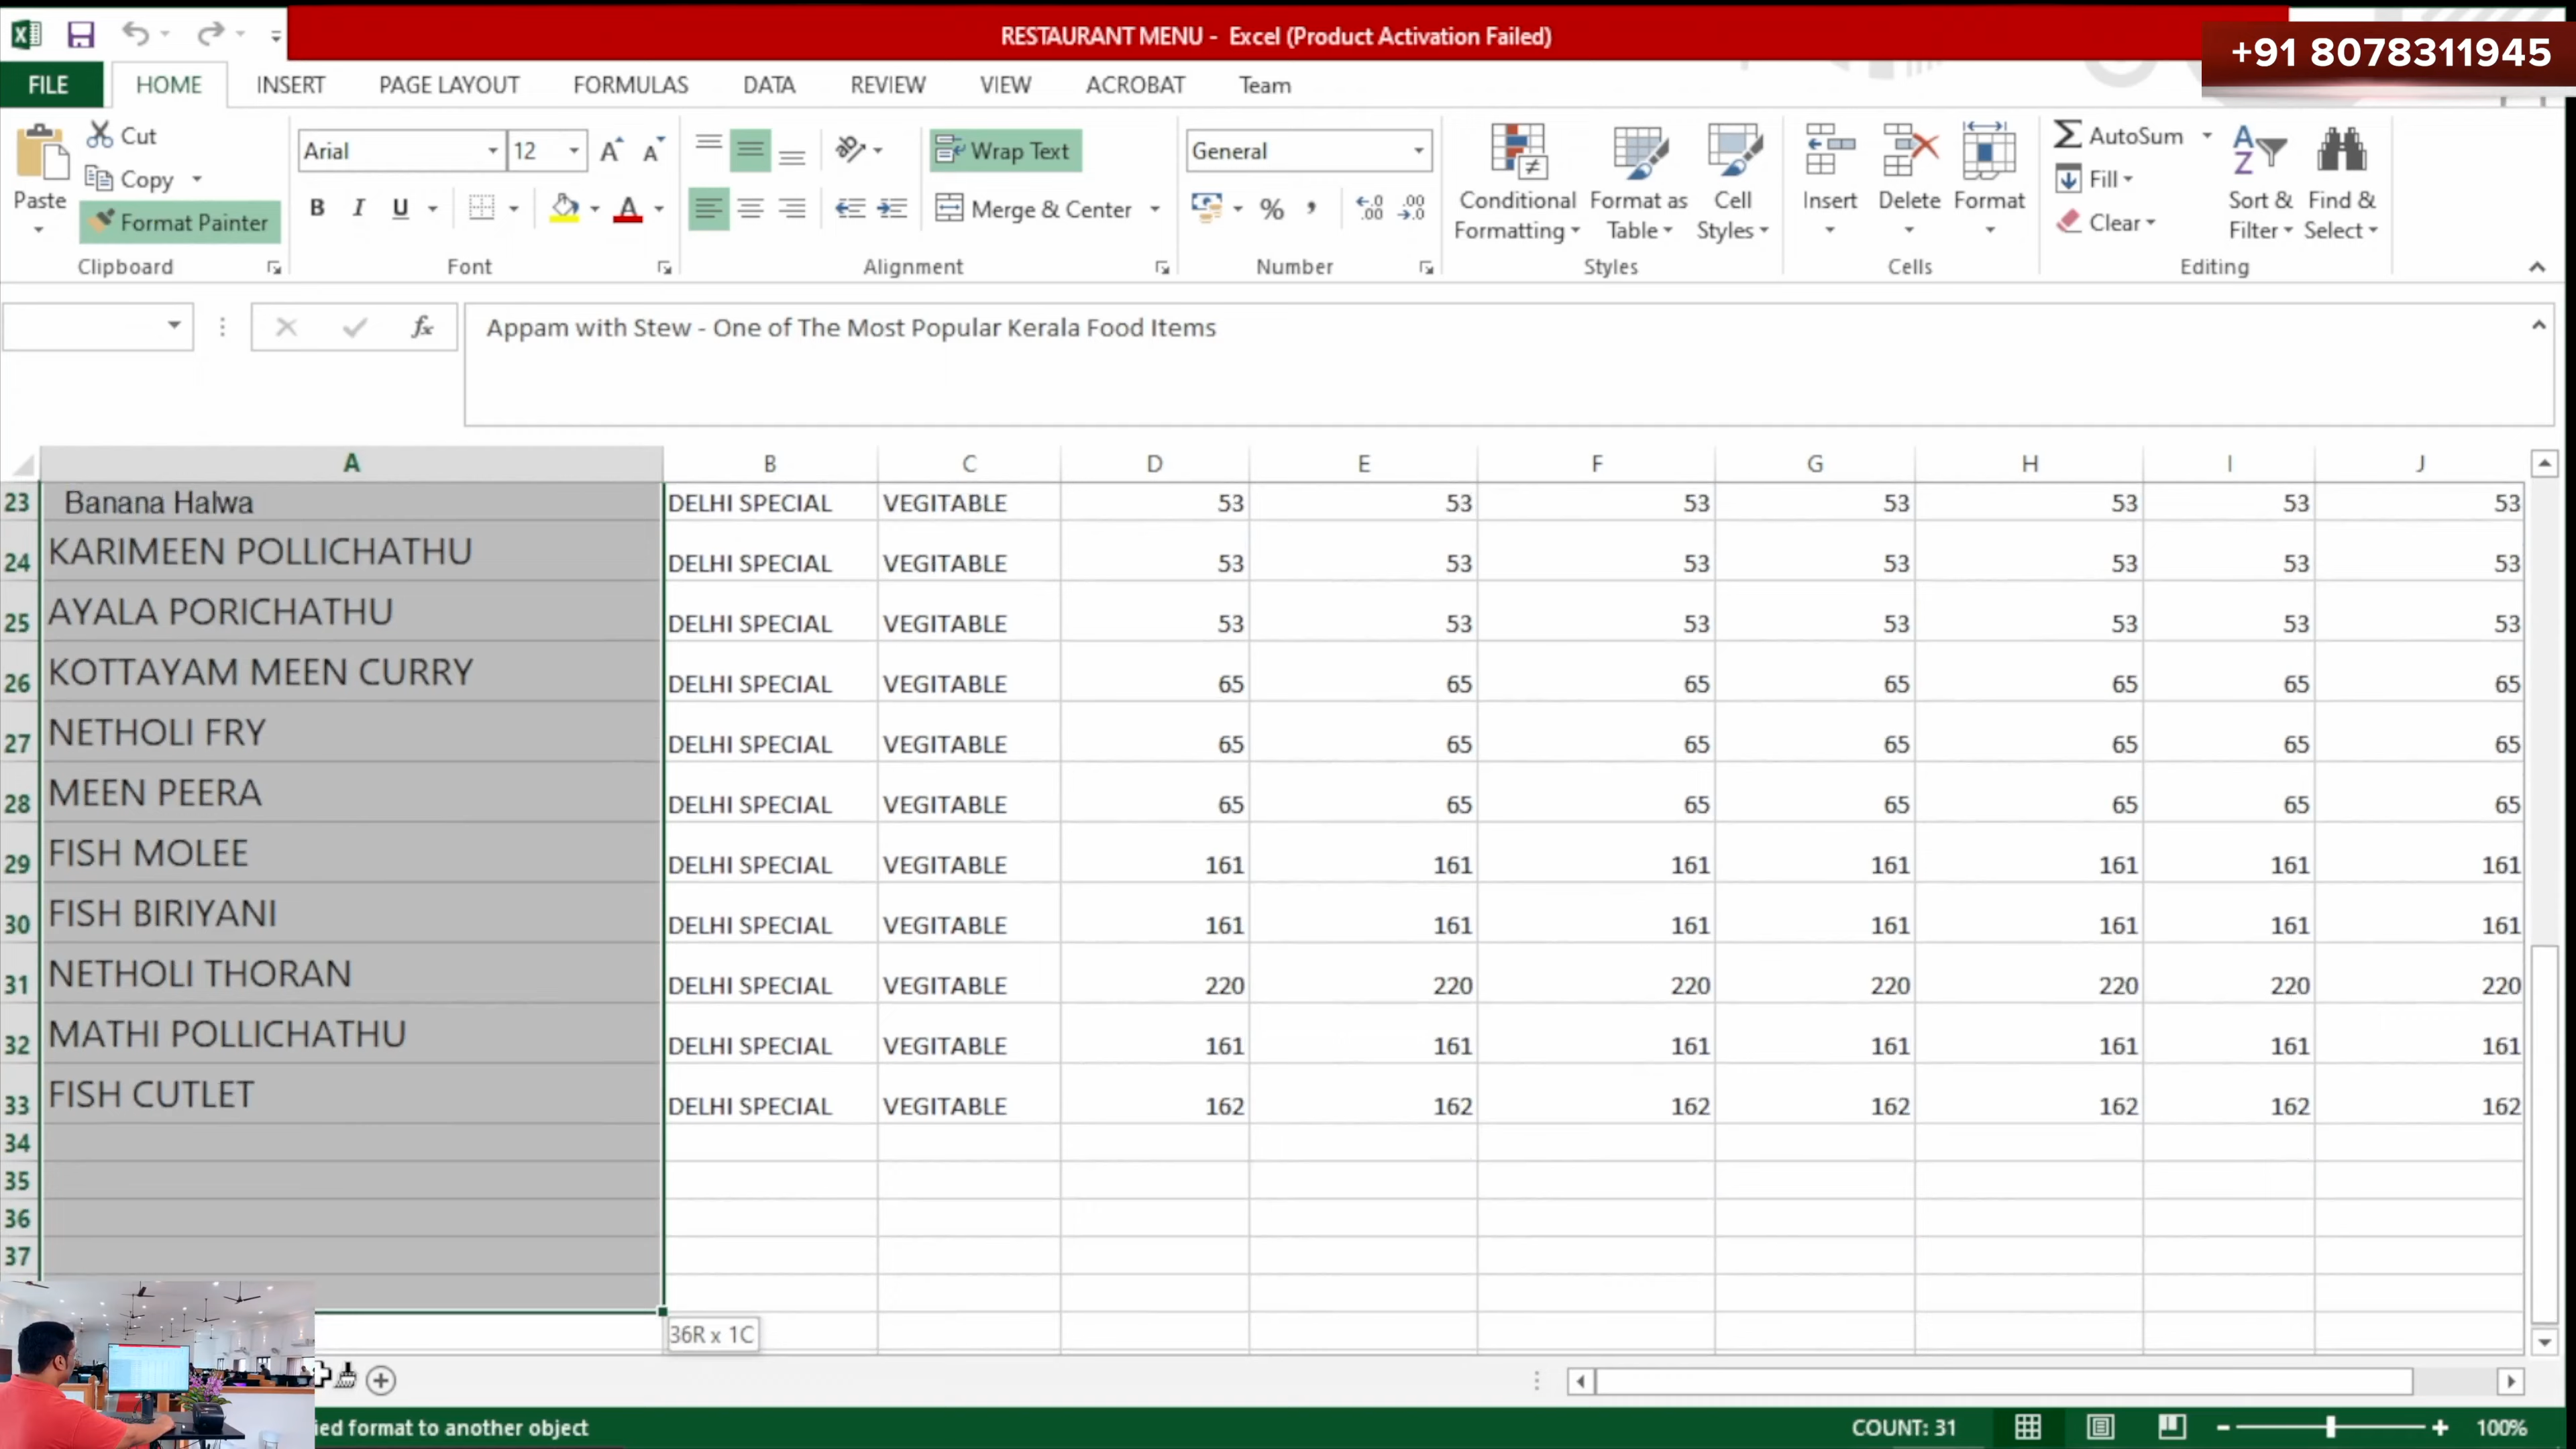 RESTAURANT MENU - Excel (Product Activation Failed)
+91 8078311945
FILE HOME INSERT PAGE LAYOUT FORMULAS DATA REVIEW VIEW ACROBAT Team
Paste
Cut
Copy
Format Painter
Clipboard
Arial 12
B I U
Font
Wrap Text
Merge & Center
Alignment
General
% ,
Number
Conditional Formatting
Format as Table
Cell Styles
Styles
Insert Delete Format
Cells
AutoSum
Fill
Clear
Sort & Filter
Find & Select
Editing
fx Appam with Stew - One of The Most Popular Kerala Food Items
A B C D E F G H I J
23 Banana Halwa DELHI SPECIAL VEGITABLE 53 53 53 53 53 53 53
24 KARIMEEN POLLICHATHU DELHI SPECIAL VEGITABLE 53 53 53 53 53 53 53
25 AYALA PORICHATHU DELHI SPECIAL VEGITABLE 53 53 53 53 53 53 53
26 KOTTAYAM MEEN CURRY DELHI SPECIAL VEGITABLE 65 65 65 65 65 65 65
27 NETHOLI FRY DELHI SPECIAL VEGITABLE 65 65 65 65 65 65 65
28 MEEN PEERA DELHI SPECIAL VEGITABLE 65 65 65 65 65 65 65
29 FISH MOLEE DELHI SPECIAL VEGITABLE 161 161 161 161 161 161 161
30 FISH BIRIYANI DELHI SPECIAL VEGITABLE 161 161 161 161 161 161 161
31 NETHOLI THORAN DELHI SPECIAL VEGITABLE 220 220 220 220 220 220 220
32 MATHI POLLICHATHU DELHI SPECIAL VEGITABLE 161 161 161 161 161 161 161
33 FISH CUTLET DELHI SPECIAL VEGITABLE 162 162 162 162 162 162 162
34
35
36
37
36R x 1C
ied format to another object
COUNT: 31
100%